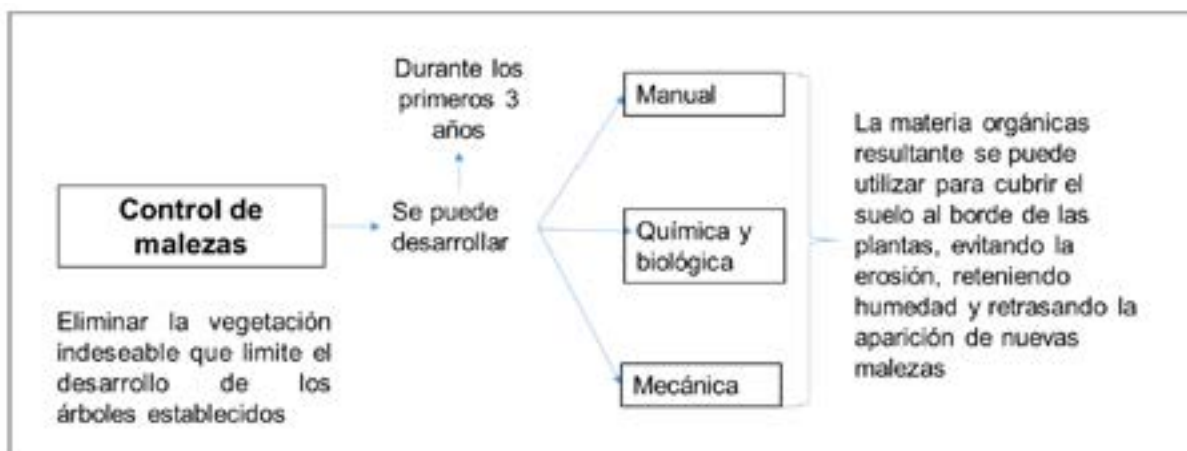 Control de
malezas
Eliminar la vegetación
indeseable que limite el
desarrollo de los
árboles establecidos
Durante los
primeros 3
años
Se puede
desarrollar
Manual
Química y
biológica
Mecánica
La materia orgánicas
resultante se puede
utilizar para cubrir el
suelo al borde de las
plantas, evitando la
erosión, reteniendo
humedad y retrasando la
aparición de nuevas
malezas